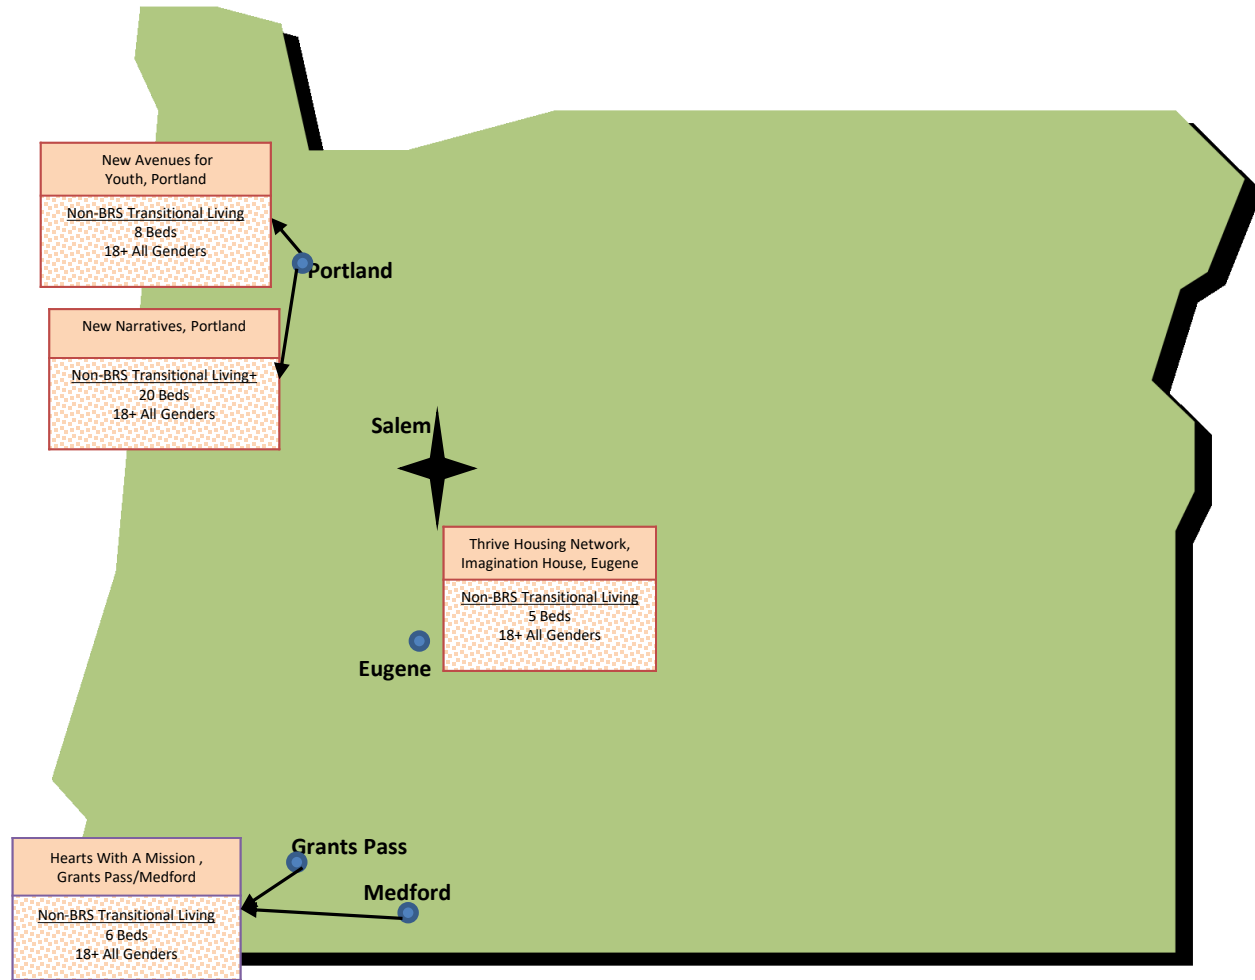 New Avenues for
Youth, Portland
Non-BRS Transitional Living
8 Beds
18+ All Genders
Portland
New Narratives, Portland
Non-BRS Transitional Living+
20 Beds
18+ All Genders
Salem
Thrive Housing Network,
Imagination House, Eugene
Non-BRS Transitional Living
5 Beds
18+ All Genders
Eugene
Grants Pass
Medford
Hearts With A Mission ,
Grants Pass/Medford
Non-BRS Transitional Living
6 Beds
18+ All Genders